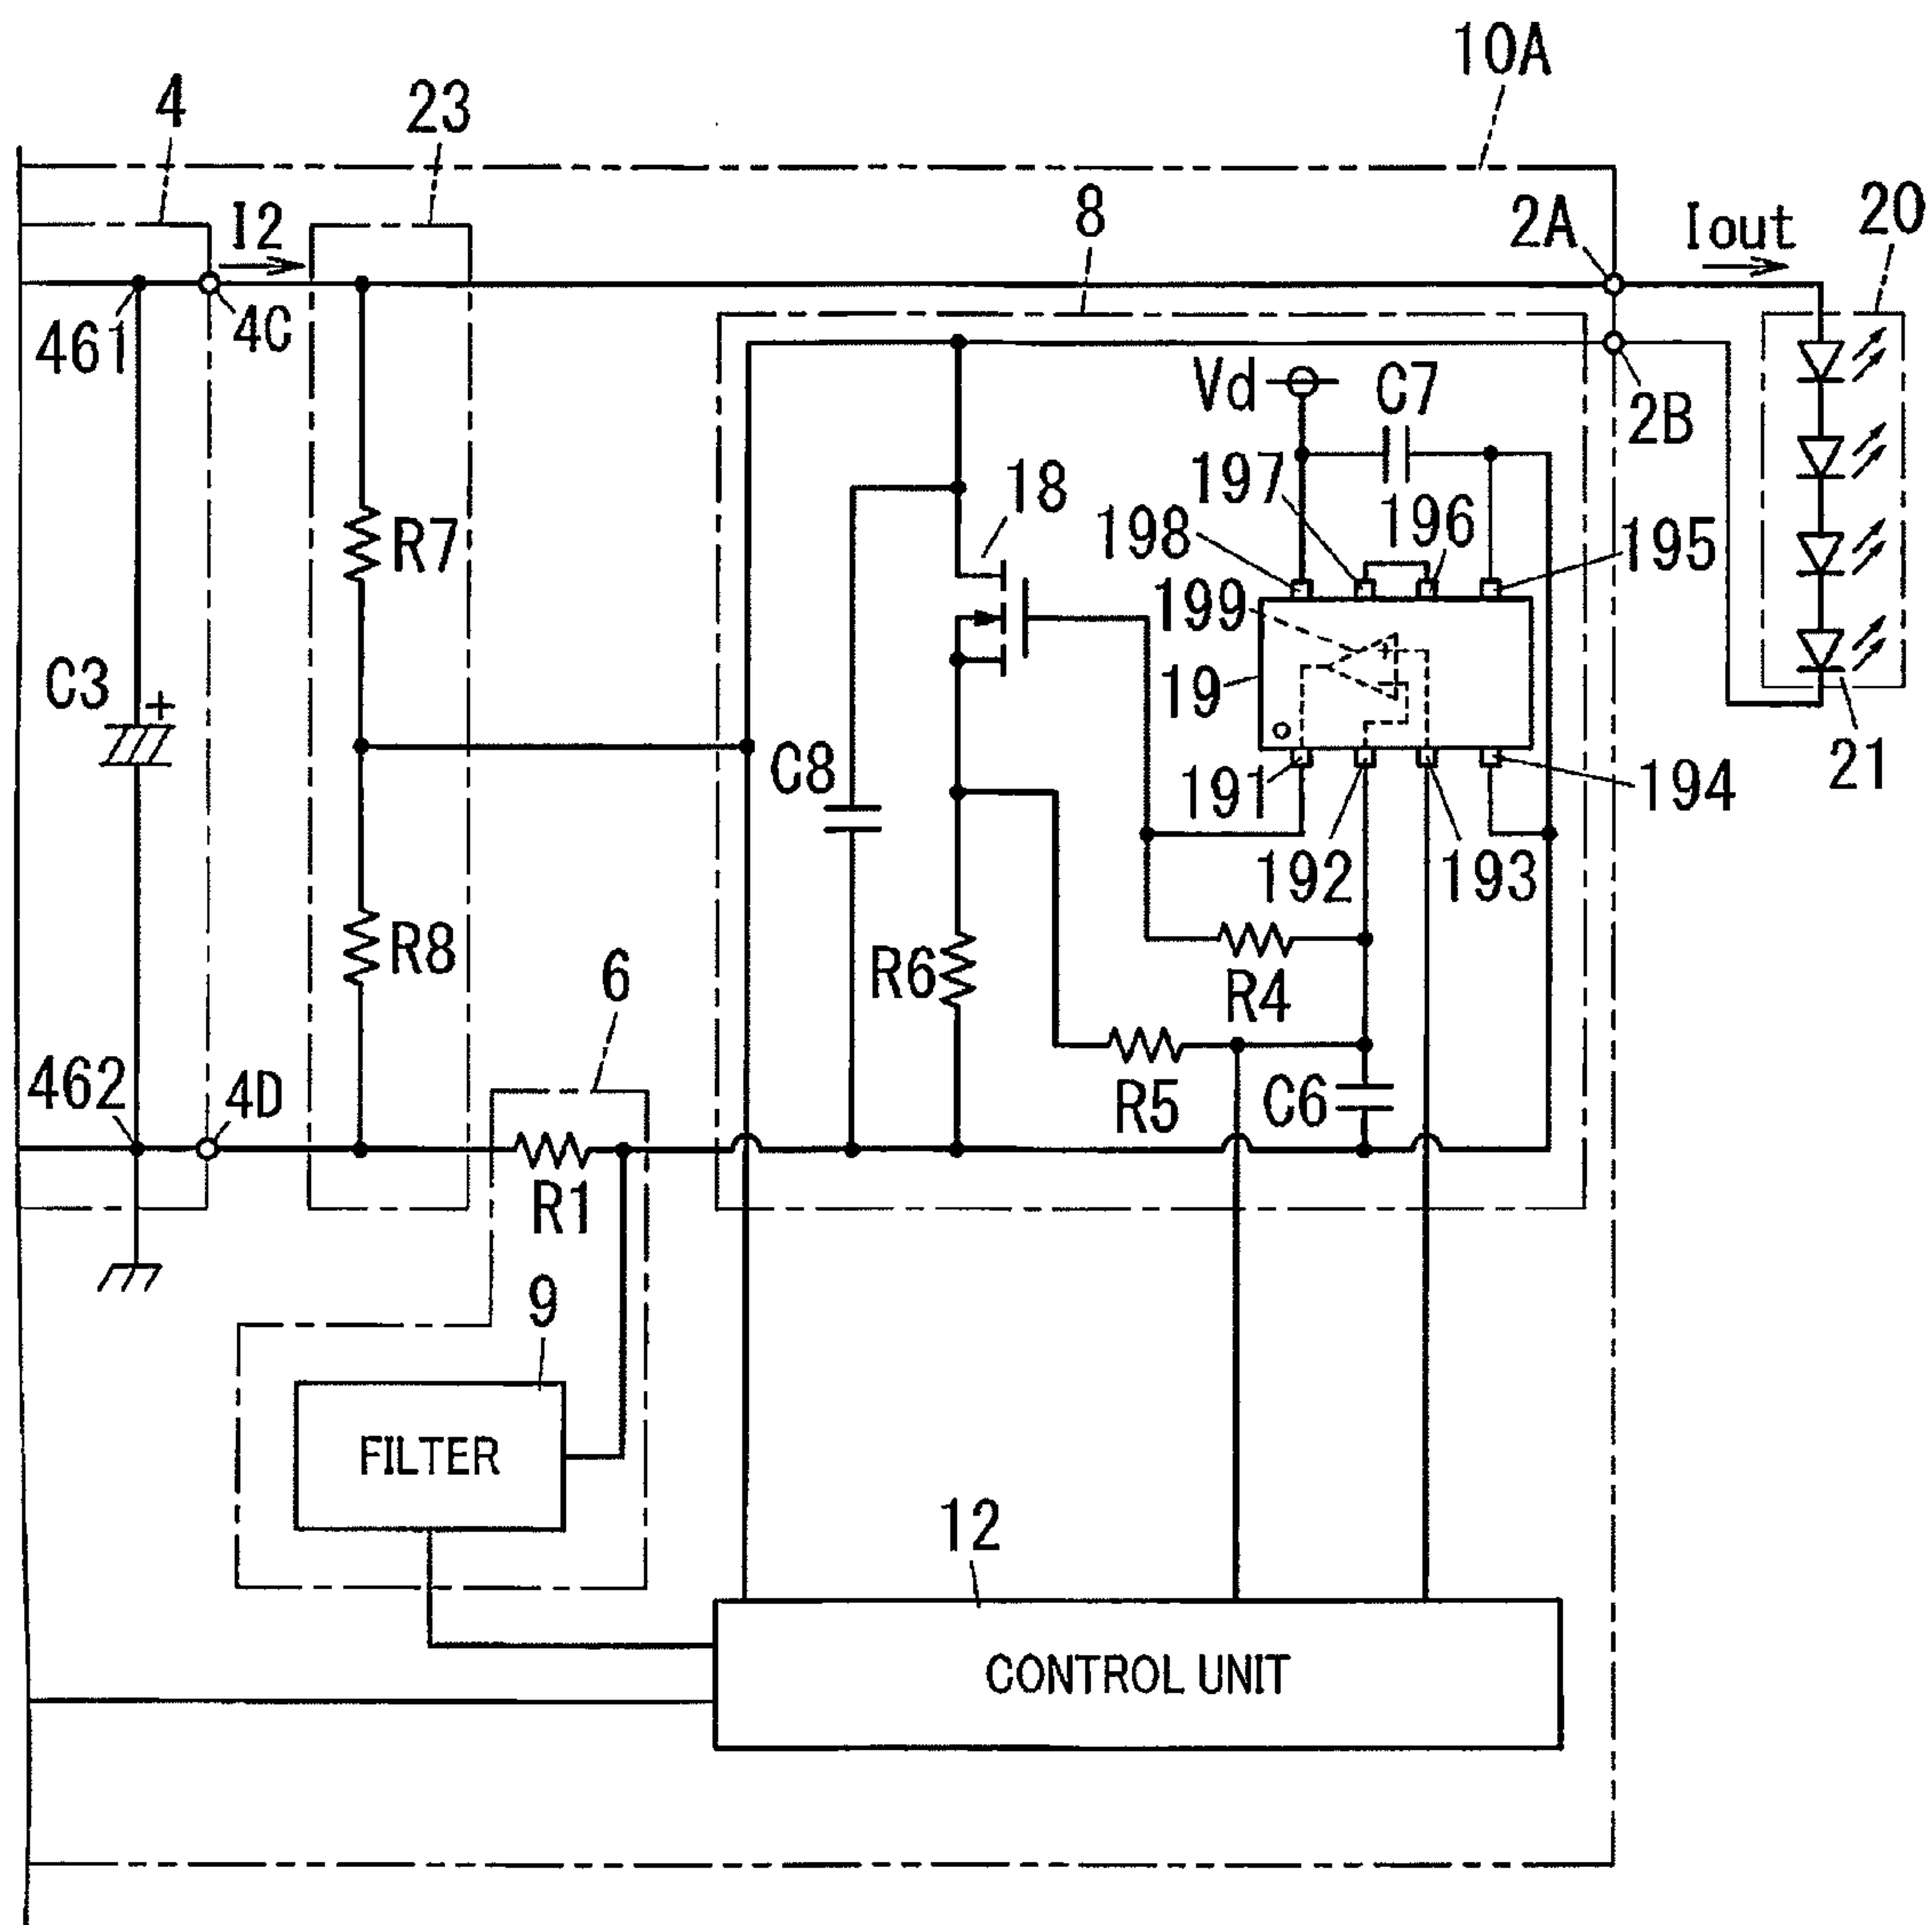 10A
4
23
I2
8
2A
Iout
20
461
4C
Vd
C7
2B
18
197
196
198
195
R7
199
C3
+
19
+
-
C8
191
194
21
192
193
R8
R6
R4
6
462
4D
R5
C6
R1
9
FILTER
12
CONTROL UNIT